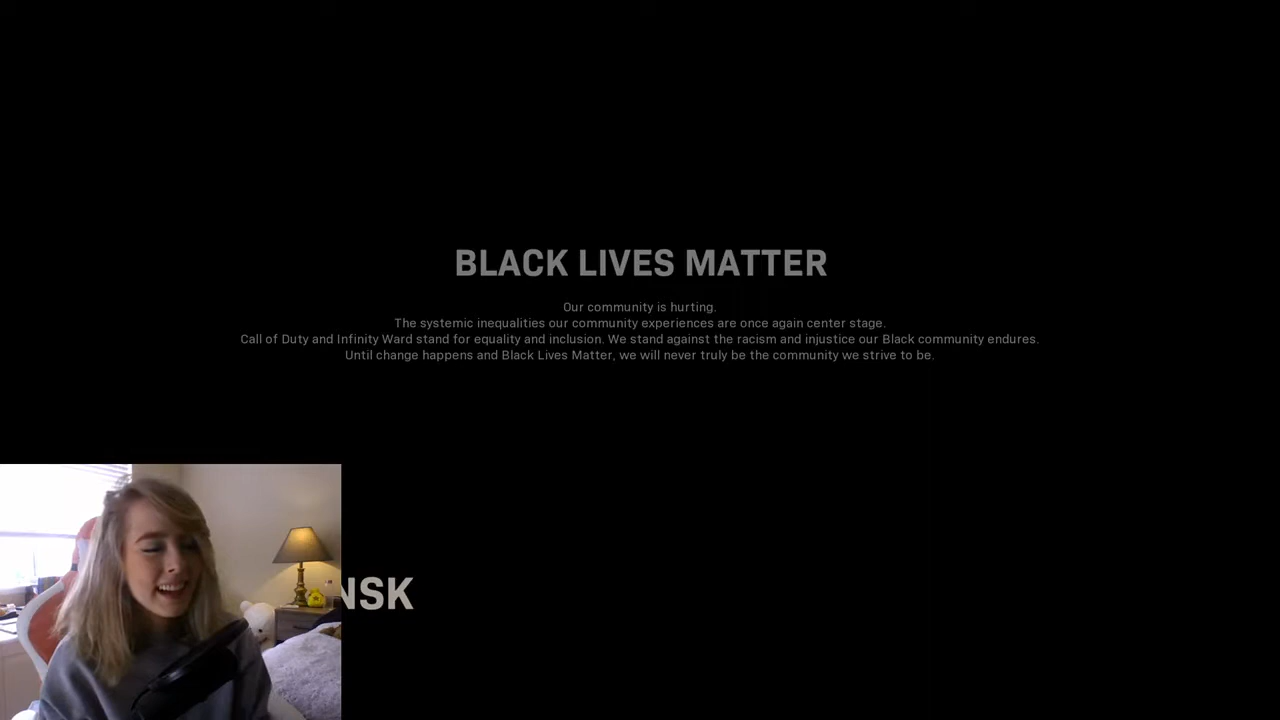 BLACK LIVES MATTER
Our community is hurting.
The systemic inequalities our community experiences are once again center stage.
Call of Duty and Infinity Ward stand for equality and inclusion. We stand against the racism and injustice our Black community endures.
Until change happens and Black Lives Matter, we will never truly be the community we strive to be.
NSK